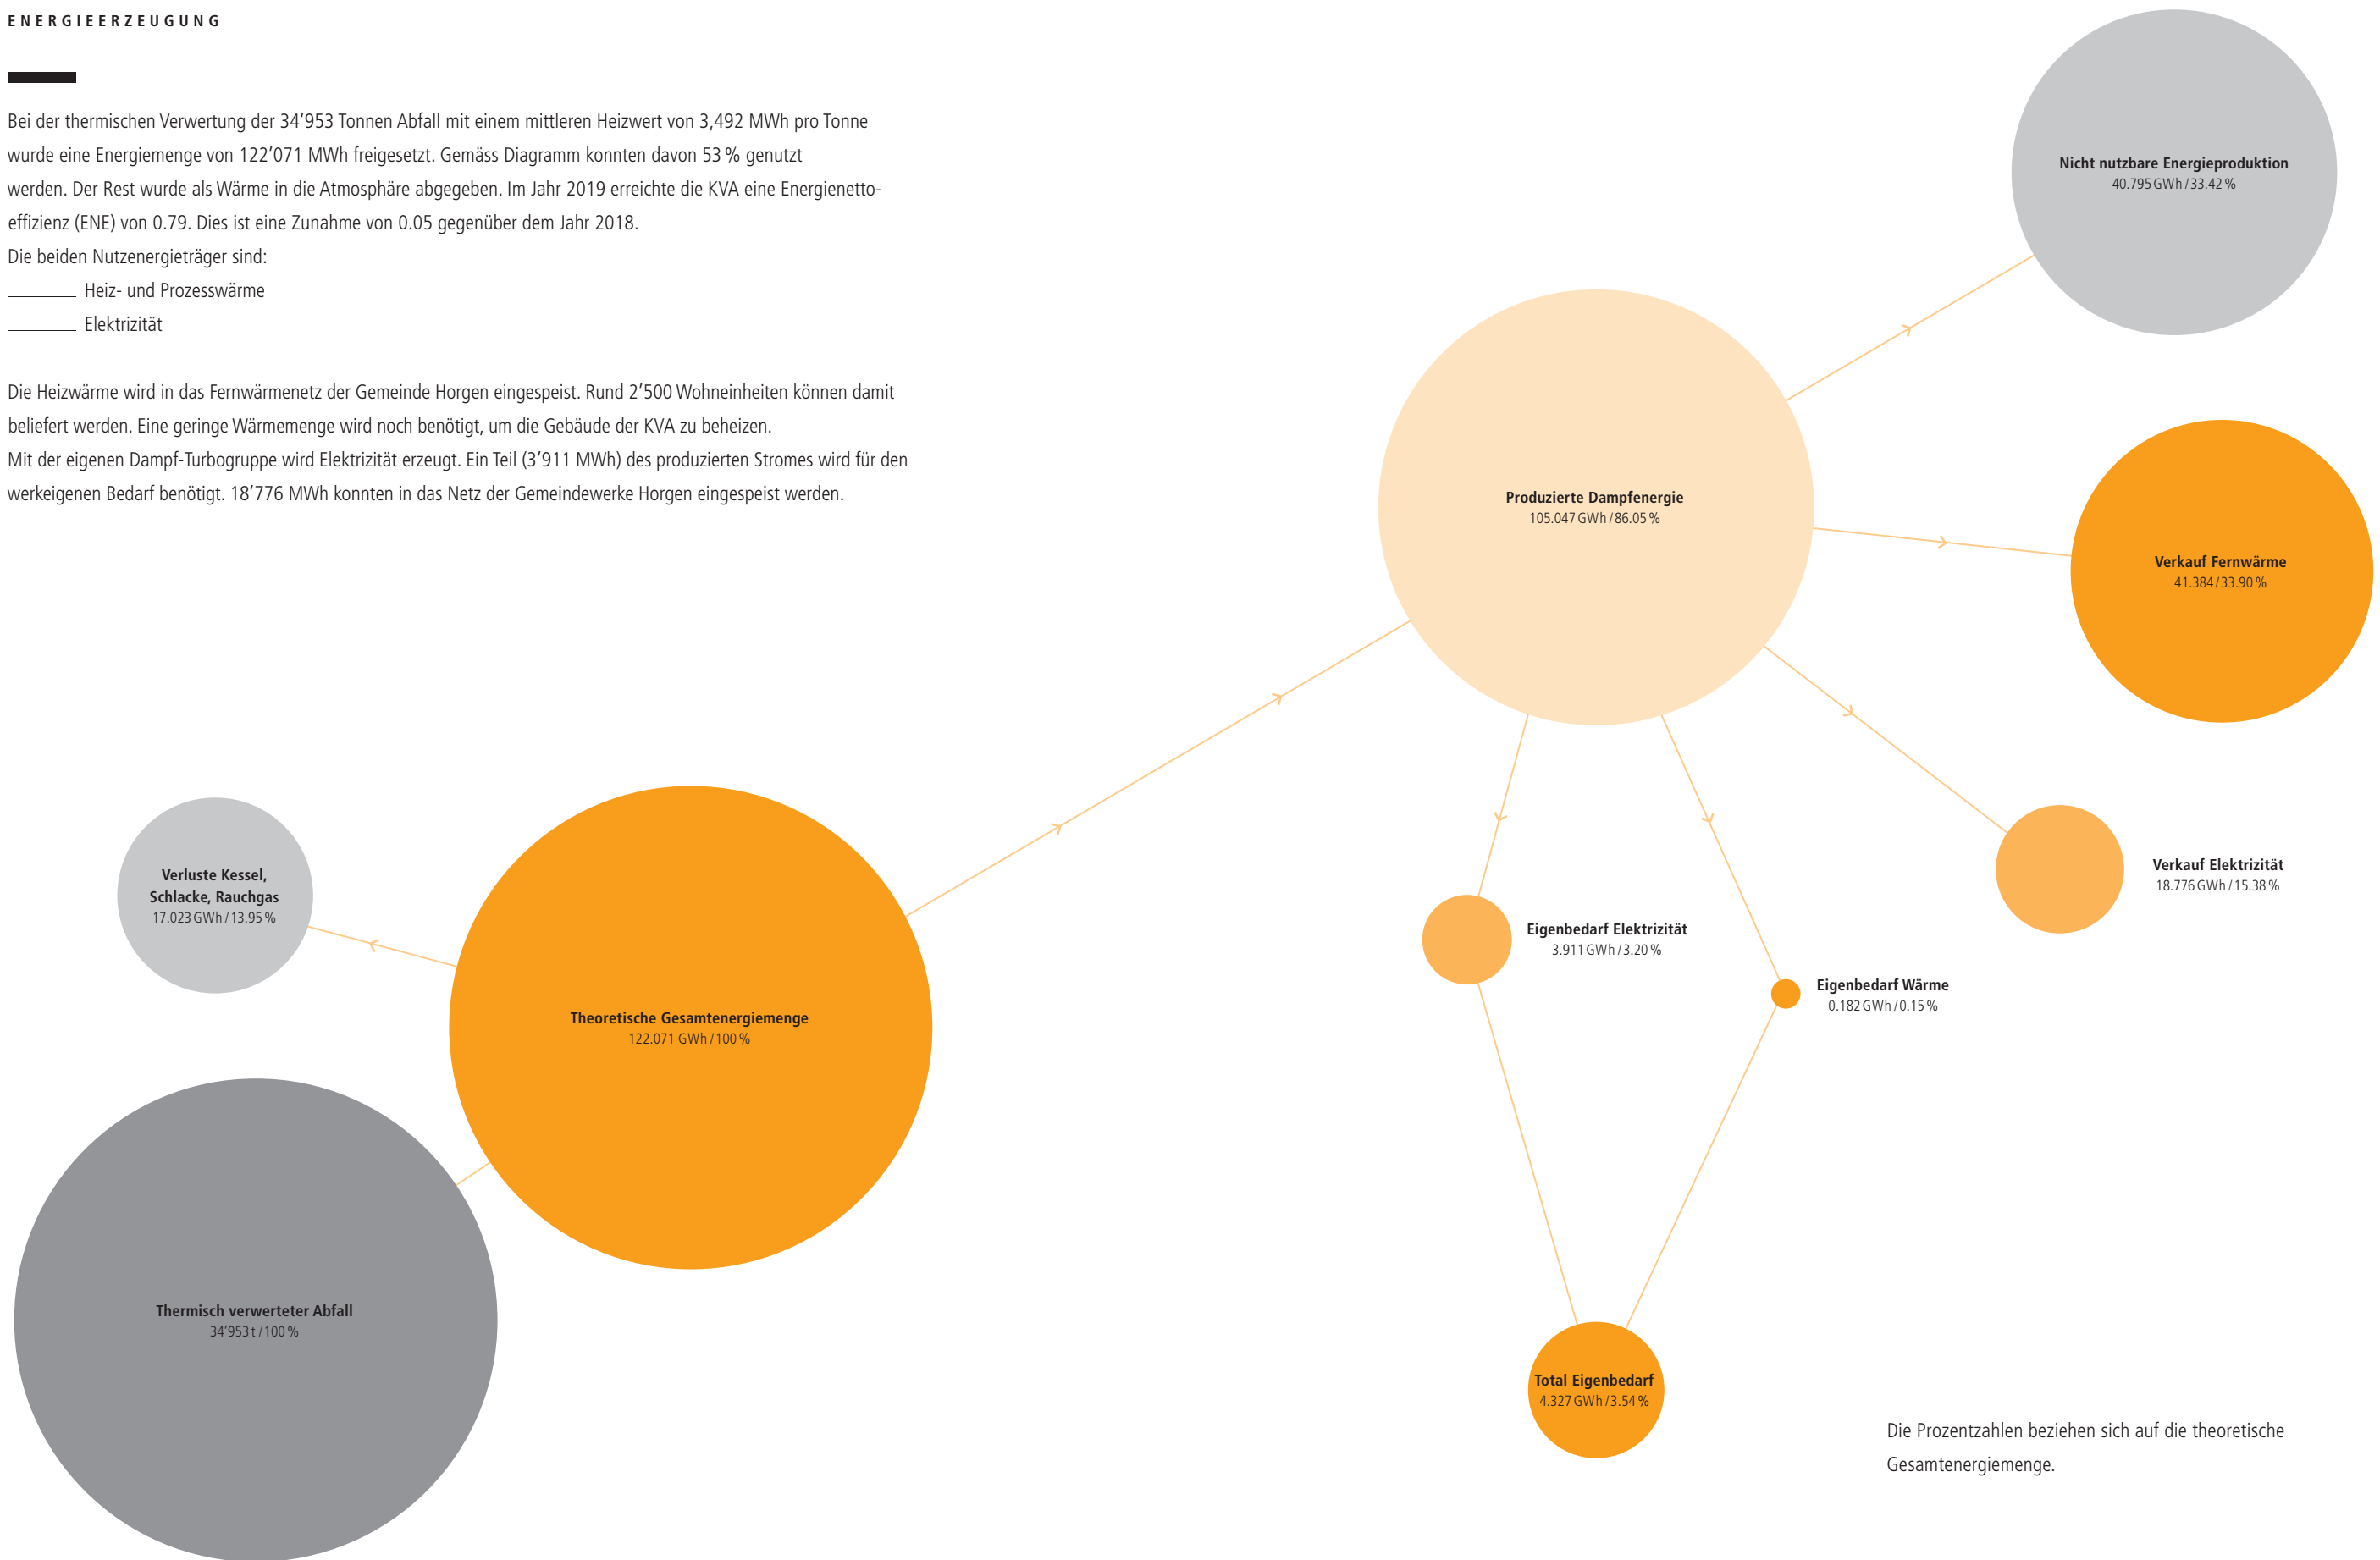 ENERGIEERZEUGUNG
Bei der thermischen Verwertung der 34’953 Tonnen Abfall mit einem mittleren Heizwert von 3,492 MWh pro Tonne
wurde eine Energiemenge von 122’071 MWh freigesetzt. Gemäss Diagramm konnten davon 53 % genutzt
werden. Der Rest wurde als Wärme in die Atmosphäre abgegeben. Im Jahr 2019 erreichte die KVA eine Energienetto-
effizienz (ENE) von 0.79. Dies ist eine Zunahme von 0.05 gegenüber dem Jahr 2018.
Die beiden Nutzenergieträger sind:
Heiz- und Prozesswärme
Elektrizität
Die Heizwärme wird in das Fernwärmenetz der Gemeinde Horgen eingespeist. Rund 2’500 Wohneinheiten können damit
beliefert werden. Eine geringe Wärmemenge wird noch benötigt, um die Gebäude der KVA zu beheizen.
Mit der eigenen Dampf-Turbogruppe wird Elektrizität erzeugt. Ein Teil (3’911 MWh) des produzierten Stromes wird für den
werkeigenen Bedarf benötigt. 18’776 MWh konnten in das Netz der Gemeindewerke Horgen eingespeist werden.
Nicht nutzbare Energieproduktion
40.795 GWh / 33.42 %
Produzierte Dampfenergie
105.047 GWh / 86.05 %
Verkauf Fernwärme
41.384 / 33.90 %
Verkauf Elektrizität
18.776 GWh / 15.38 %
Verluste Kessel,
Schlacke, Rauchgas
17.023 GWh / 13.95 %
Eigenbedarf Elektrizität
3.911 GWh / 3.20 %
Eigenbedarf Wärme
0.182 GWh / 0.15 %
Theoretische Gesamtenergiemenge
122.071 GWh / 100 %
Thermisch verwerteter Abfall
34’953 t / 100 %
Total Eigenbedarf
4.327 GWh / 3.54 %
Die Prozentzahlen beziehen sich auf die theoretische
Gesamtenergiemenge.